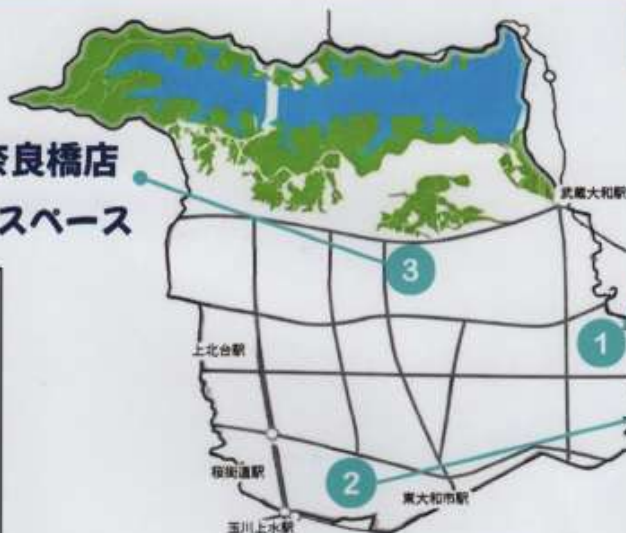 奈良橋店
スペース
武蔵大和駅
3
1
上北台駅
桜街道駅
2
東大和市駅
玉川上水駅